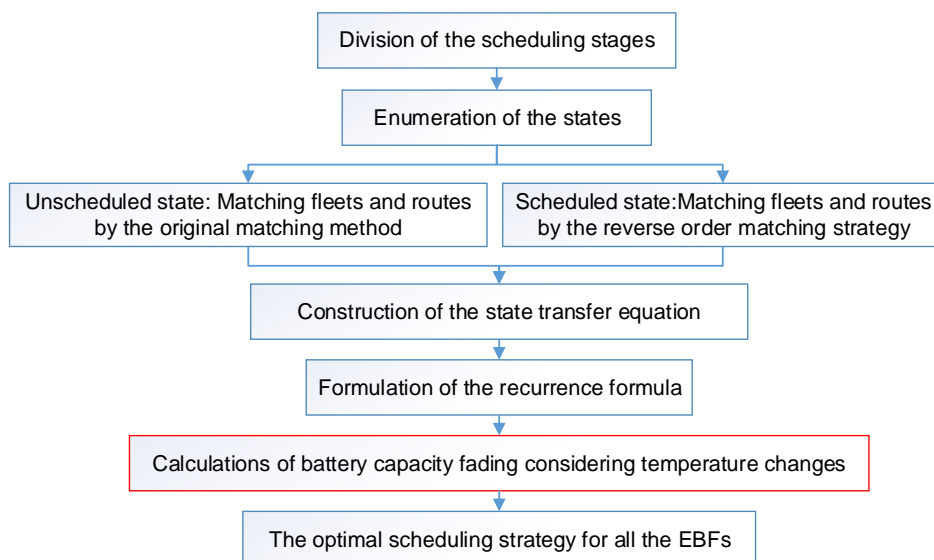 Division of the scheduling stages
Enumeration of the states
Unscheduled state: Matching fleets and routes
by the original matching method
Scheduled state:Matching fleets and routes
by the reverse order matching strategy
Construction of the state transfer equation
Formulation of the recurrence formula
Calculations of battery capacity fading considering temperature changes
The optimal scheduling strategy for all the EBFs